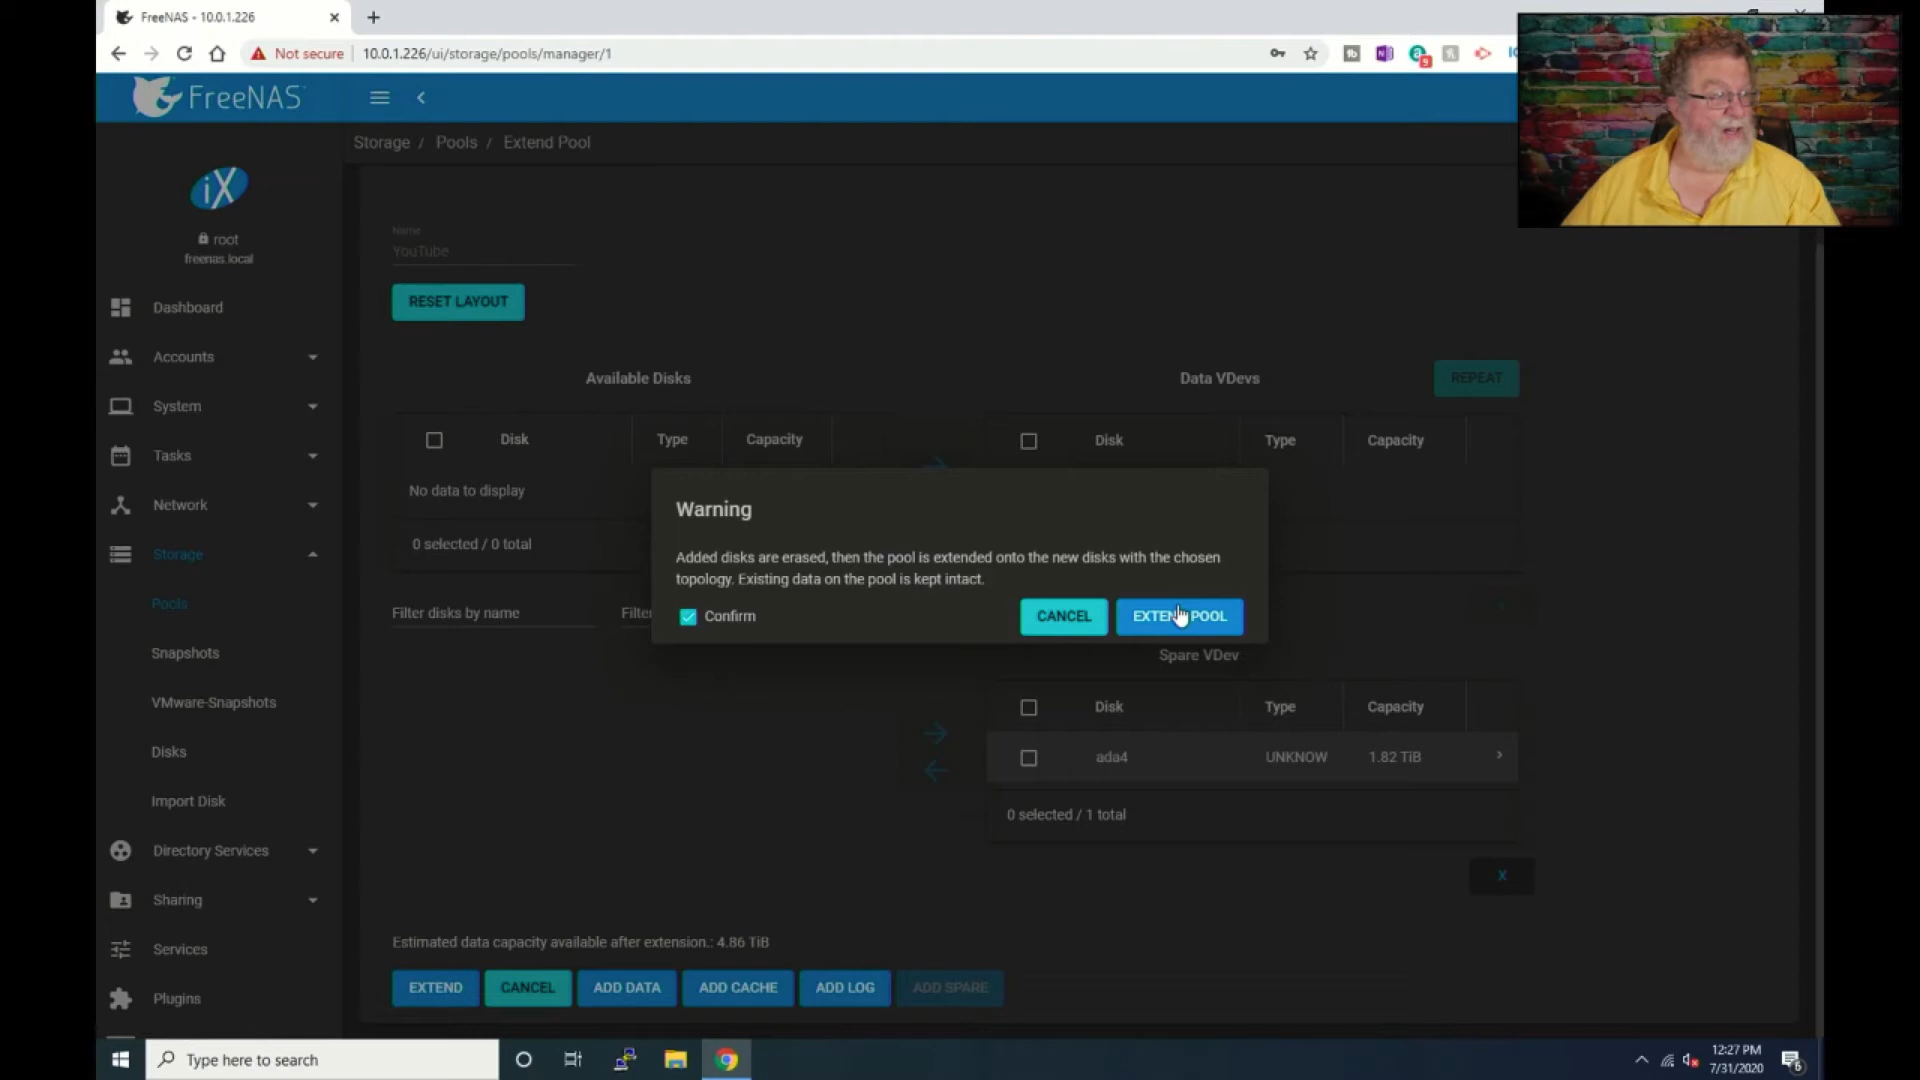 FreeNAS - 10.0.1.226
Not secure
10.0.1.226/ui/storage/pools/manager/1
FreeNAS
Storage / Pools / Extend Pool
iX
root
freenas.local
Name
YouTube
RESET LAYOUT
Dashboard
Accounts
System
Tasks
Network
Storage
Pools
Snapshots
VMware-Snapshots
Disks
Import Disk
Directory Services
Sharing
Services
Plugins
Available Disks
Disk Type Capacity
No data to display
0 selected / 0 total
Filter disks by name
Data VDevs
REPEAT
Disk Type Capacity
Warning
Added disks are erased, then the pool is extended onto the new disks with the chosen
topology. Existing data on the pool is kept intact.
Confirm
CANCEL
EXTEND POOL
Spare VDev
Disk Type Capacity
ada4 UNKNOW 1.82 TiB
0 selected / 1 total
X
Estimated data capacity available after extension.: 4.86 TiB
EXTEND CANCEL ADD DATA ADD CACHE ADD LOG ADD SPARE
Type here to search
12:27 PM
7/31/2020
6